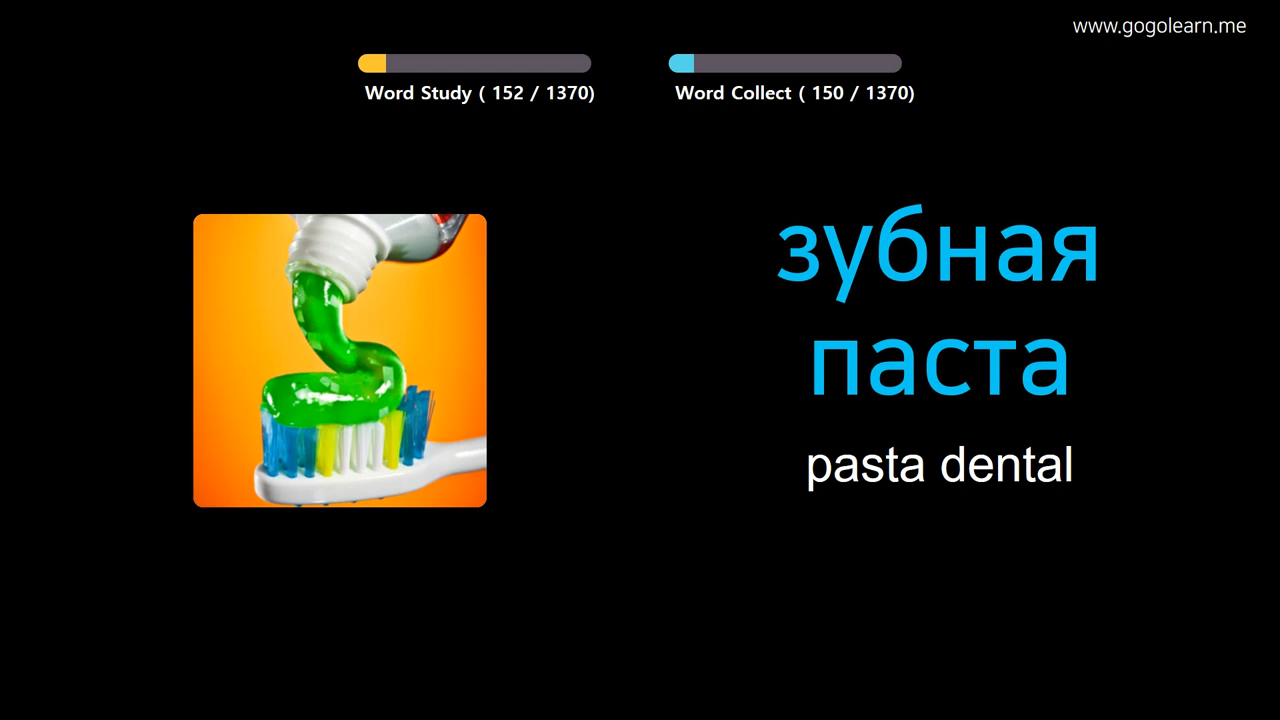 www.gogolearn.me
Word Study ( 152 / 1370)
Word Collect ( 150 / 1370)
зубная
паста
pasta dental